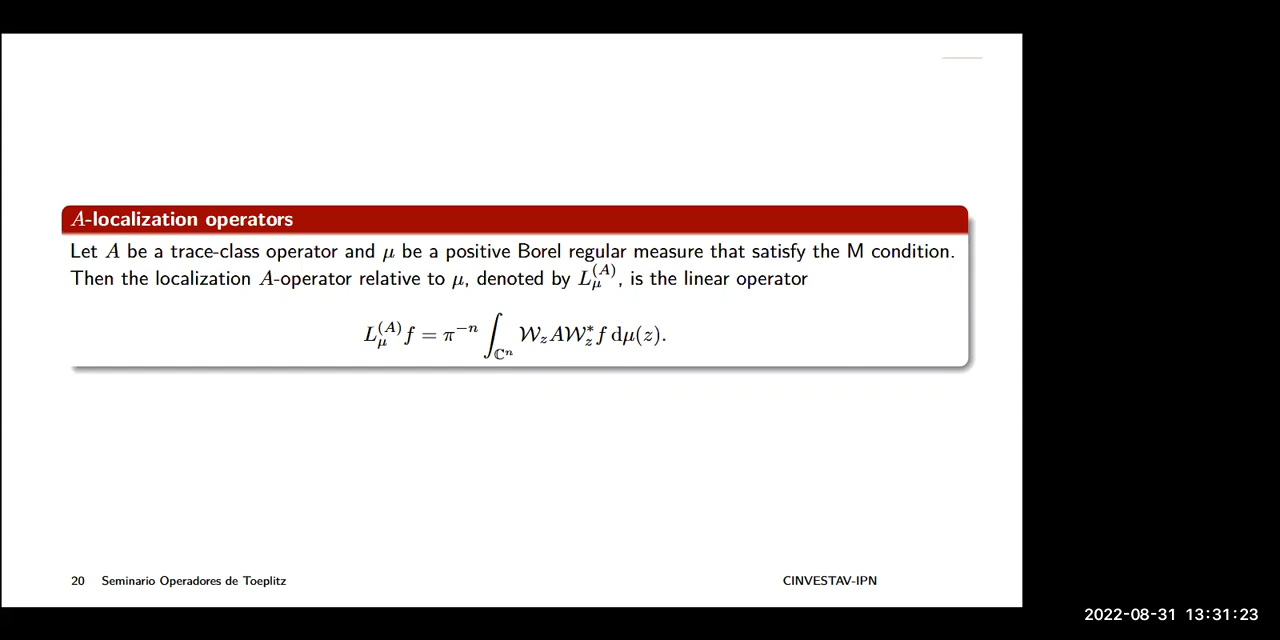 A-localization operators
Let A be a trace-class operator and μ be a positive Borel regular measure that satisfy the M condition.
Then the localization A-operator relative to μ, denoted by L_μ^{(A)}, is the linear operator
L_μ^{(A)} f = π^{-n} ∫_{ℂ^n} 𝒲_z A 𝒲_z^* f dμ(z).
20 Seminario Operadores de Toeplitz CINVESTAV-IPN
2022-08-31 13:31:23